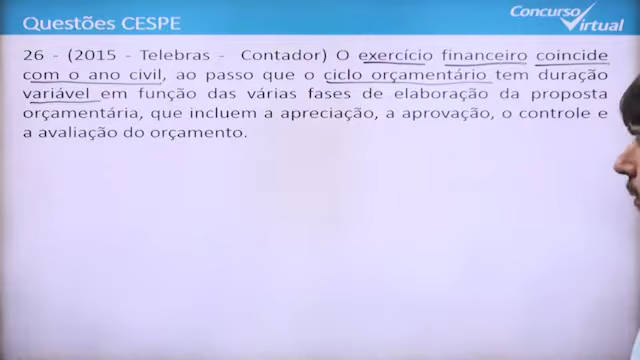 Questões CESPE
Concurso
Virtual
26 - (2015 - Telebras - Contador) O exercício financeiro coincide
com o ano civil, ao passo que o ciclo orçamentário tem duração
variável em função das várias fases de elaboração da proposta
orçamentária, que incluem a apreciação, a aprovação, o controle e
a avaliação do orçamento.